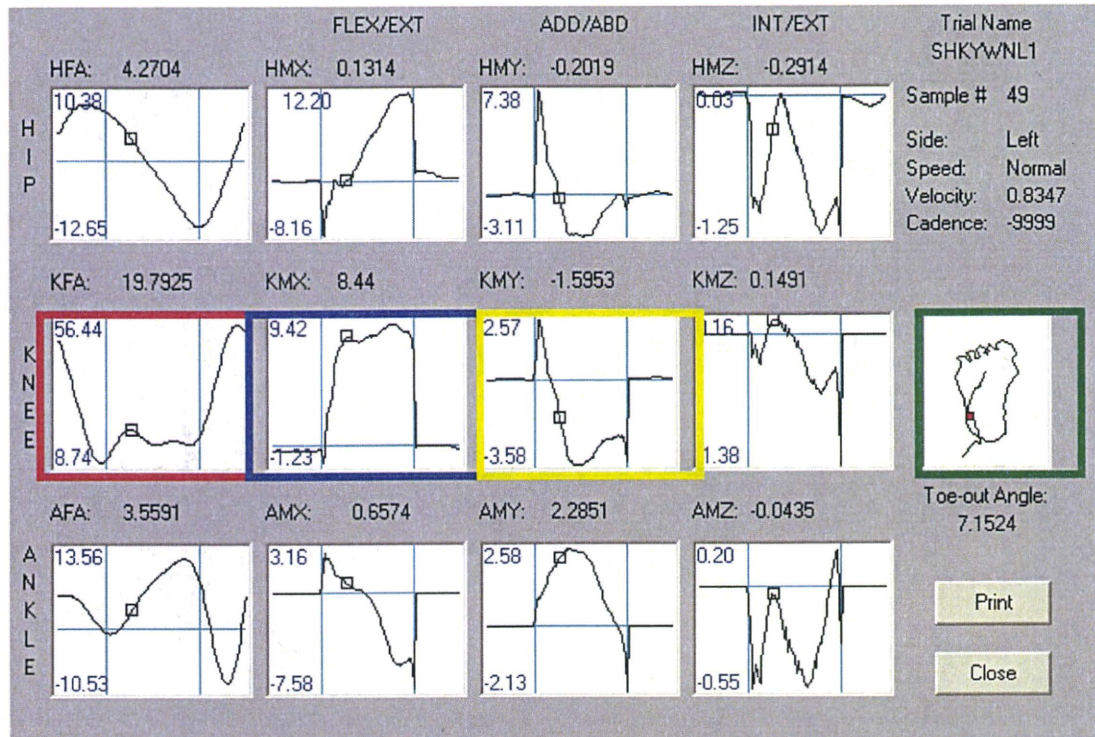 FLEX/EXT ADD/ABD INT/EXT Trial Name
SHKYWNL1
HFA: 4.2704 HMX: 0.1314 HMY: -0.2019 HMZ: -0.2914
10.38 12.20 7.38 0.03 Sample # 49
HIP
Side: Left
Speed: Normal
Velocity: 0.8347
-12.65 -8.16 -3.11 -1.25 Cadence: -9999
KFA: 19.7925 KMX: 8.44 KMY: -1.5953 KMZ: 0.1491
56.44 9.42 2.57 .16
KNEE
8.74 -1.23 -3.58 1.38
Toe-out Angle:
7.1524
AFA: 3.5591 AMX: 0.6574 AMY: 2.2851 AMZ: -0.0435
13.56 3.16 2.58 0.20
ANKLE
-10.53 -7.58 -2.13 -0.55
Print
Close